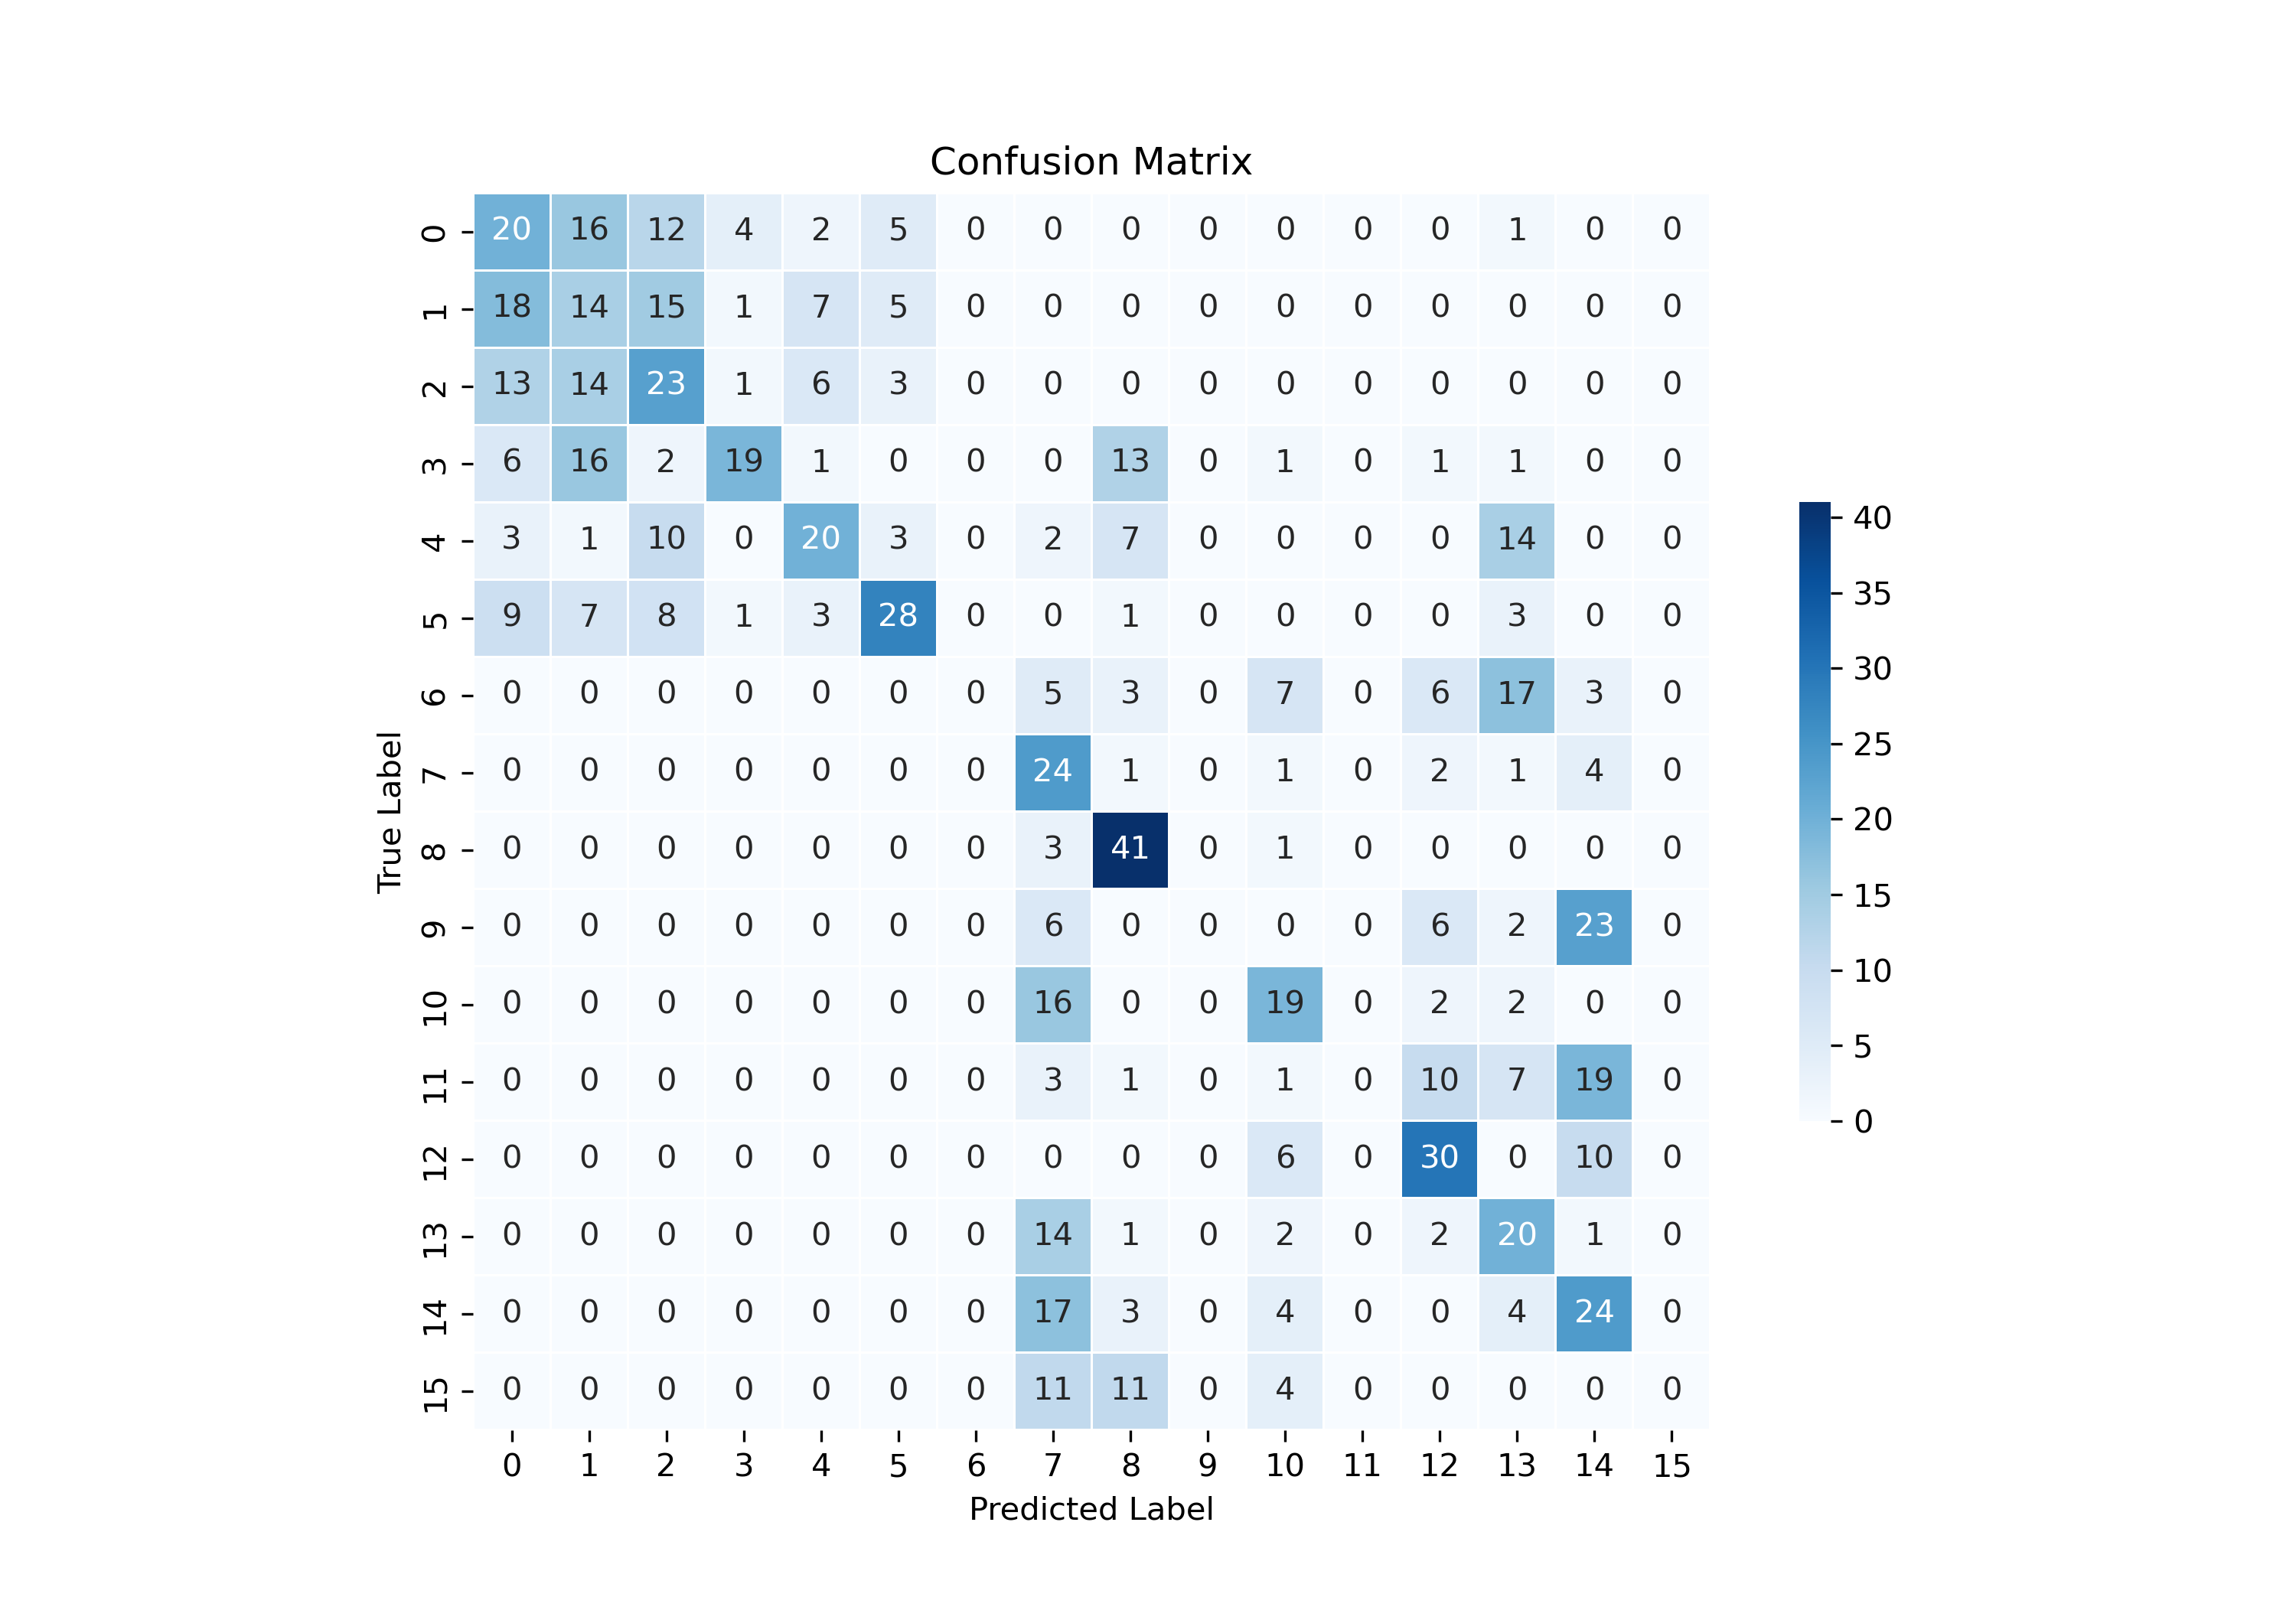 Confusion Matrix
0 20 16 12 4 2 5 0 0 0 0 0 0 0 1 0 0
1 18 14 15 1 7 5 0 0 0 0 0 0 0 0 0 0
2 13 14 23 1 6 3 0 0 0 0 0 0 0 0 0 0
3 6 16 2 19 1 0 0 0 13 0 1 0 1 1 0 0
4 3 1 10 0 20 3 0 2 7 0 0 0 0 14 0 0
5 9 7 8 1 3 28 0 0 1 0 0 0 0 3 0 0
6 0 0 0 0 0 0 0 5 3 0 7 0 6 17 3 0
7 0 0 0 0 0 0 0 24 1 0 1 0 2 1 4 0
8 0 0 0 0 0 0 0 3 41 0 1 0 0 0 0 0
9 0 0 0 0 0 0 0 6 0 0 0 0 6 2 23 0
10 0 0 0 0 0 0 0 16 0 0 19 0 2 2 0 0
11 0 0 0 0 0 0 0 3 1 0 1 0 10 7 19 0
12 0 0 0 0 0 0 0 0 0 0 6 0 30 0 10 0
13 0 0 0 0 0 0 0 14 1 0 2 0 2 20 1 0
14 0 0 0 0 0 0 0 17 3 0 4 0 0 4 24 0
15 0 0 0 0 0 0 0 11 11 0 4 0 0 0 0 0
0 1 2 3 4 5 6 7 8 9 10 11 12 13 14 15
Predicted Label
True Label
40
35
30
25
20
15
10
5
0